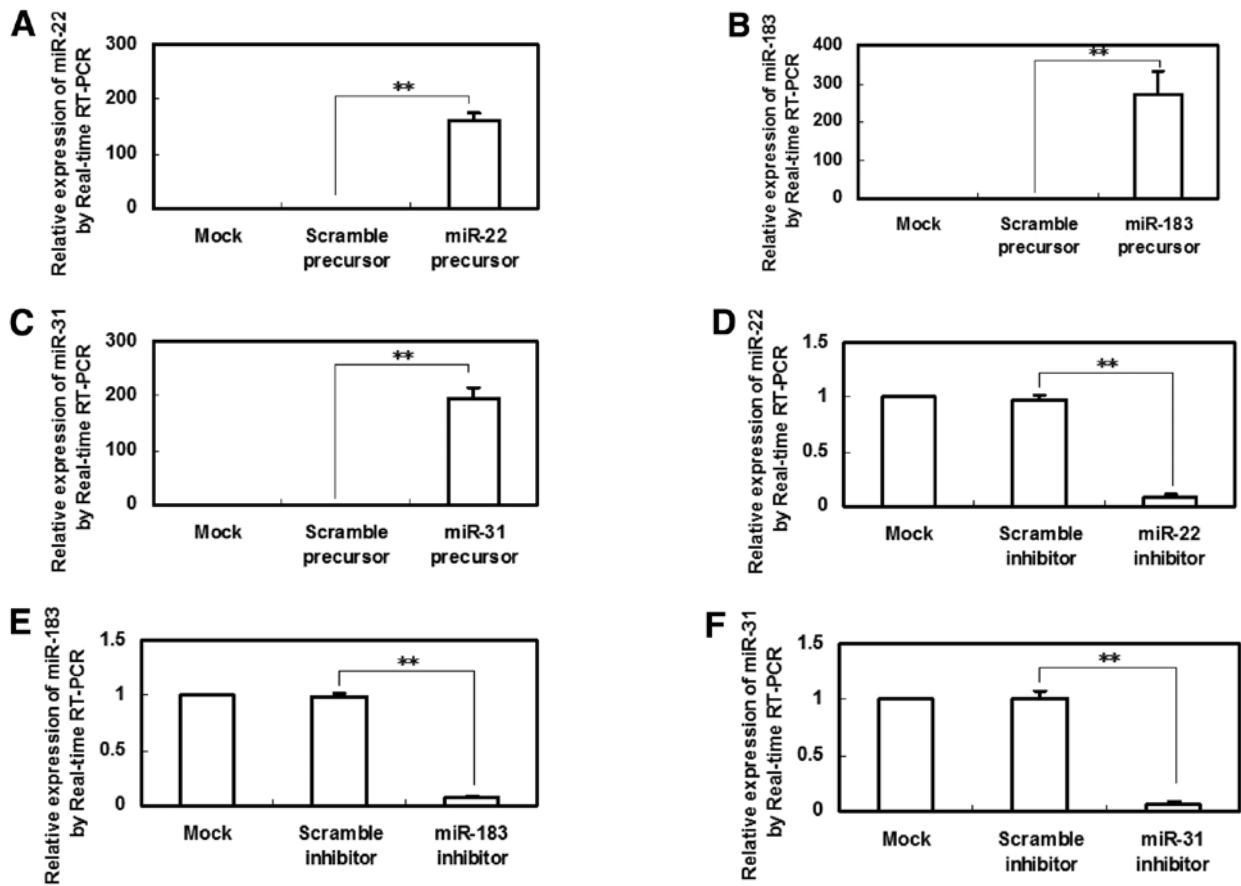 A
Relative expression of miR-22
by Real-time RT-PCR
300
200
100
0
**
Mock
Scramble
precursor
miR-22
precursor
B
Relative expression of miR-183
by Real-time RT-PCR
400
300
200
100
0
**
Mock
Scramble
precursor
miR-183
precursor
C
Relative expression of miR-31
by Real-time RT-PCR
300
200
100
0
**
Mock
Scramble
precursor
miR-31
precursor
D
Relative expression of miR-22
by Real-time RT-PCR
1.5
1
0.5
0
**
Mock
Scramble
inhibitor
miR-22
inhibitor
E
Relative expression of miR-183
by Real-time RT-PCR
1.5
1
0.5
0
**
Mock
Scramble
inhibitor
miR-183
inhibitor
F
Relative expression of miR-31
by Real-time RT-PCR
1.5
1
0.5
0
**
Mock
Scramble
inhibitor
miR-31
inhibitor